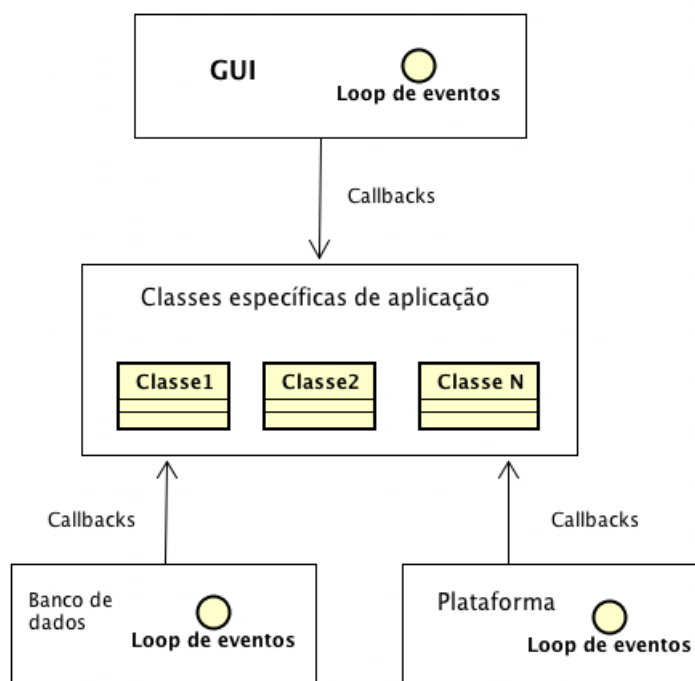 GUI
Loop de eventos
Callbacks
Classes específicas de aplicação
Classe1
Classe2
Classe N
Callbacks
Callbacks
Banco de
dados
Loop de eventos
Plataforma
Loop de eventos